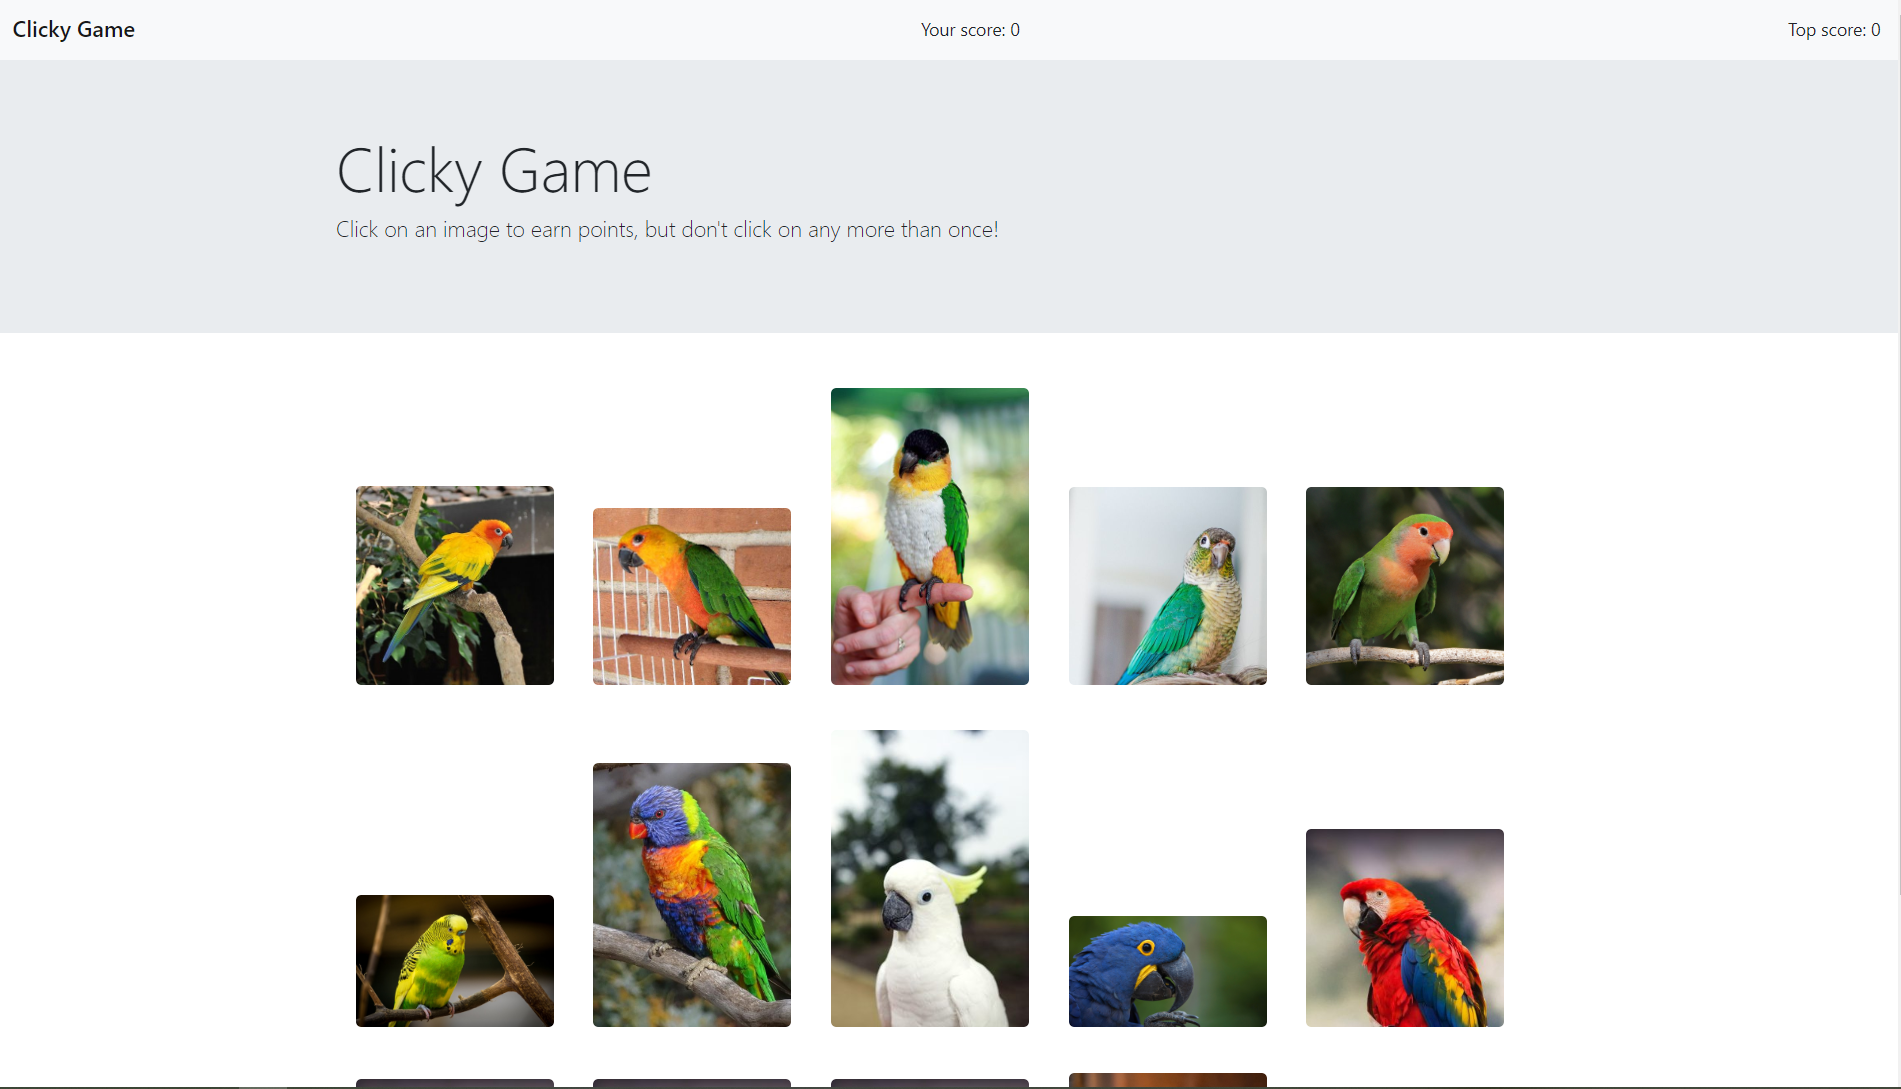 Clicky Game
Your score: 0
Top score: 0
Clicky Game
Click on an image to earn points, but don't click on any more than once!